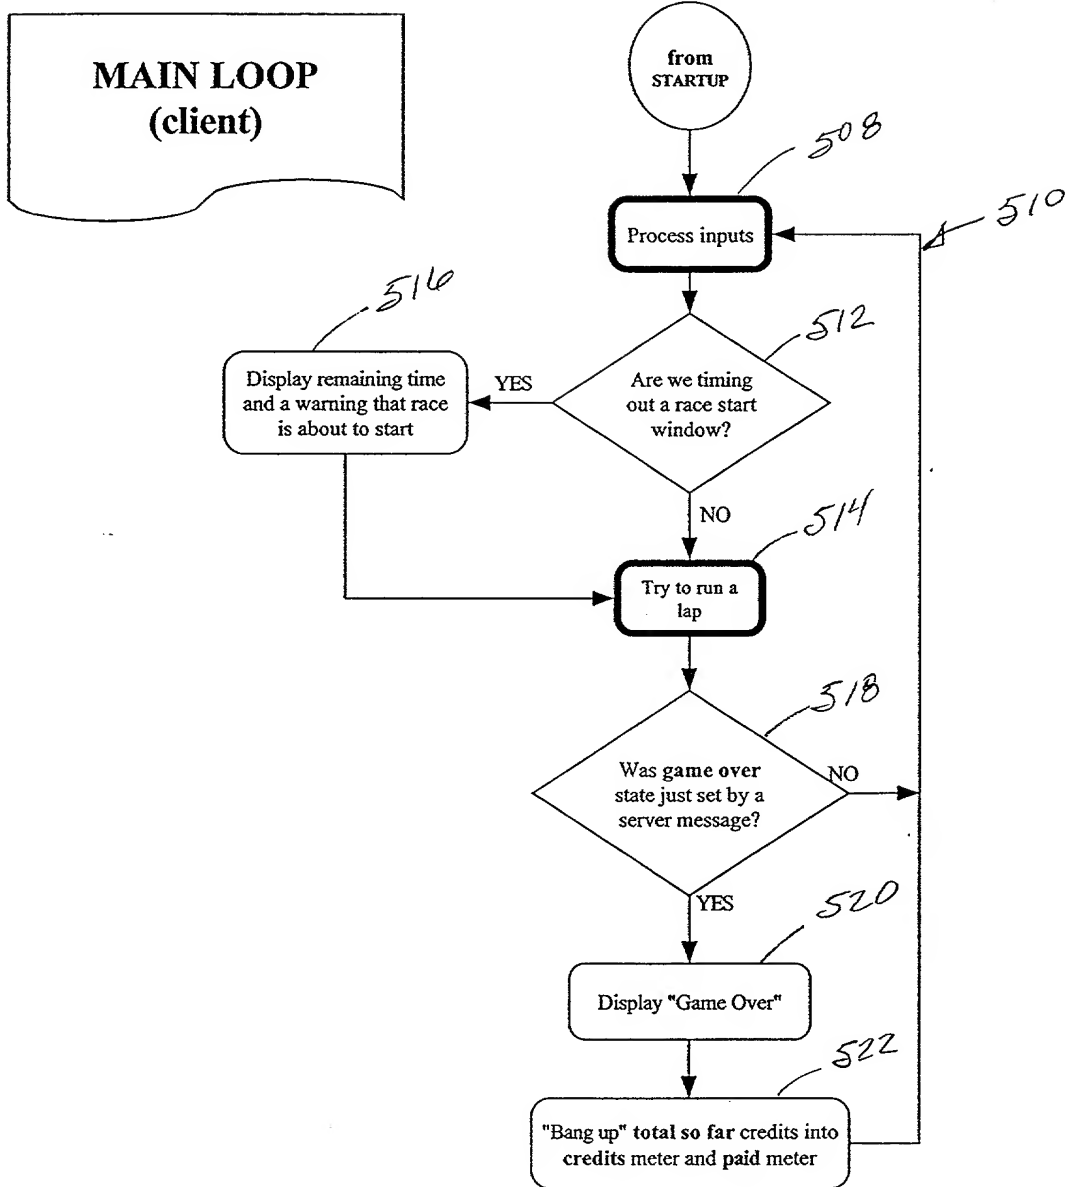 MAIN LOOP
(client)
from
STARTUP
508
Process inputs
510
516
512
Display remaining time
and a warning that race
is about to start
YES
Are we timing
out a race start
window?
NO
514
Try to run a
lap
518
Was game over
state just set by a
server message?
NO
YES
520
Display "Game Over"
522
"Bang up" total so far credits into
credits meter and paid meter